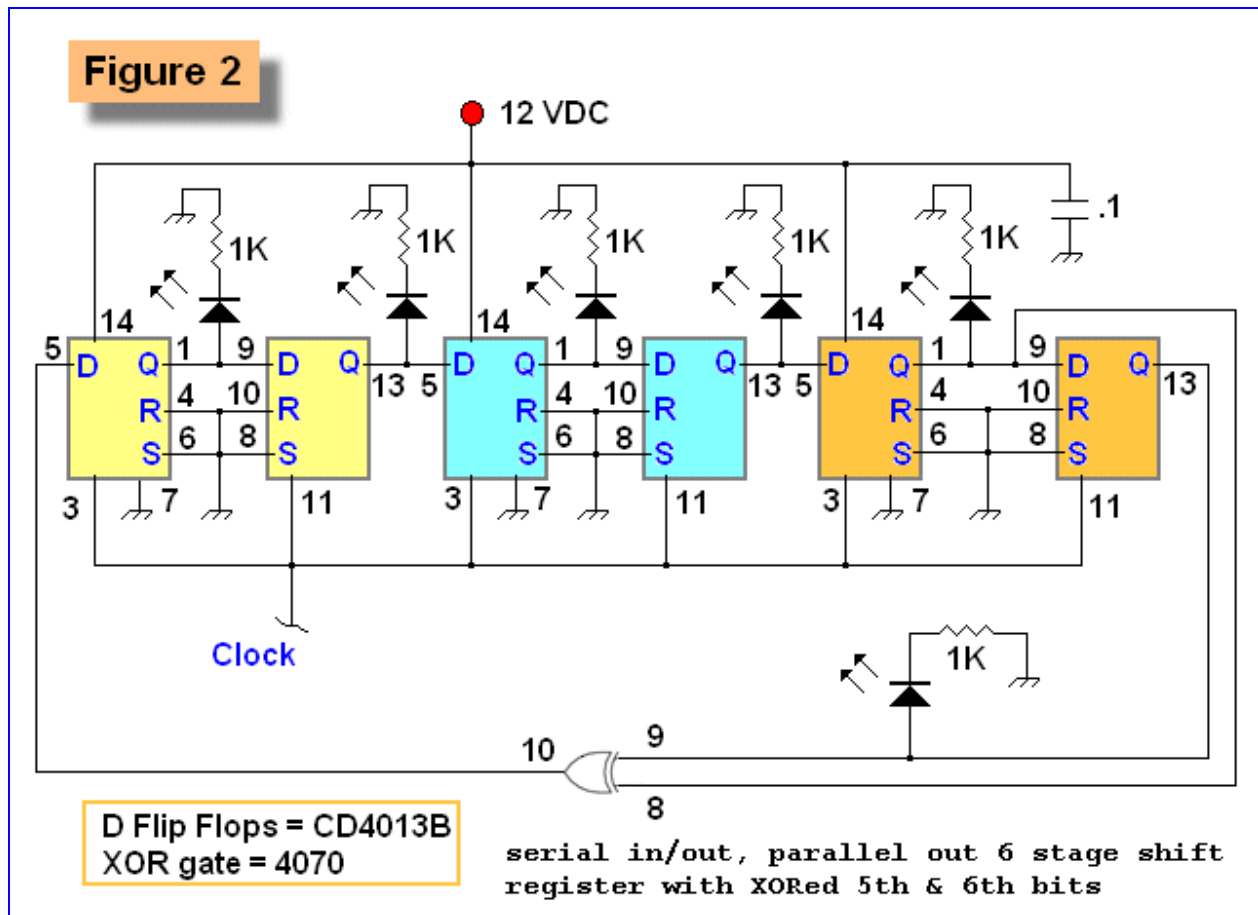 Figure 2
12 VDC
.1
1K 1K 1K 1K 1K
14 14 14
5 D Q 1 9 D Q 13 5 D Q 1 9 D Q 13 5 D Q 1 9 D Q 13
R 4 10 R R 4 10 R R 4 10 R
S 6 8 S S 6 8 S S 6 8 S
3 7 11 3 7 11 3 7 11
Clock
1K
10 9
8
D Flip Flops = CD4013B
XOR gate = 4070
serial in/out, parallel out 6 stage shift
register with XORed 5th & 6th bits